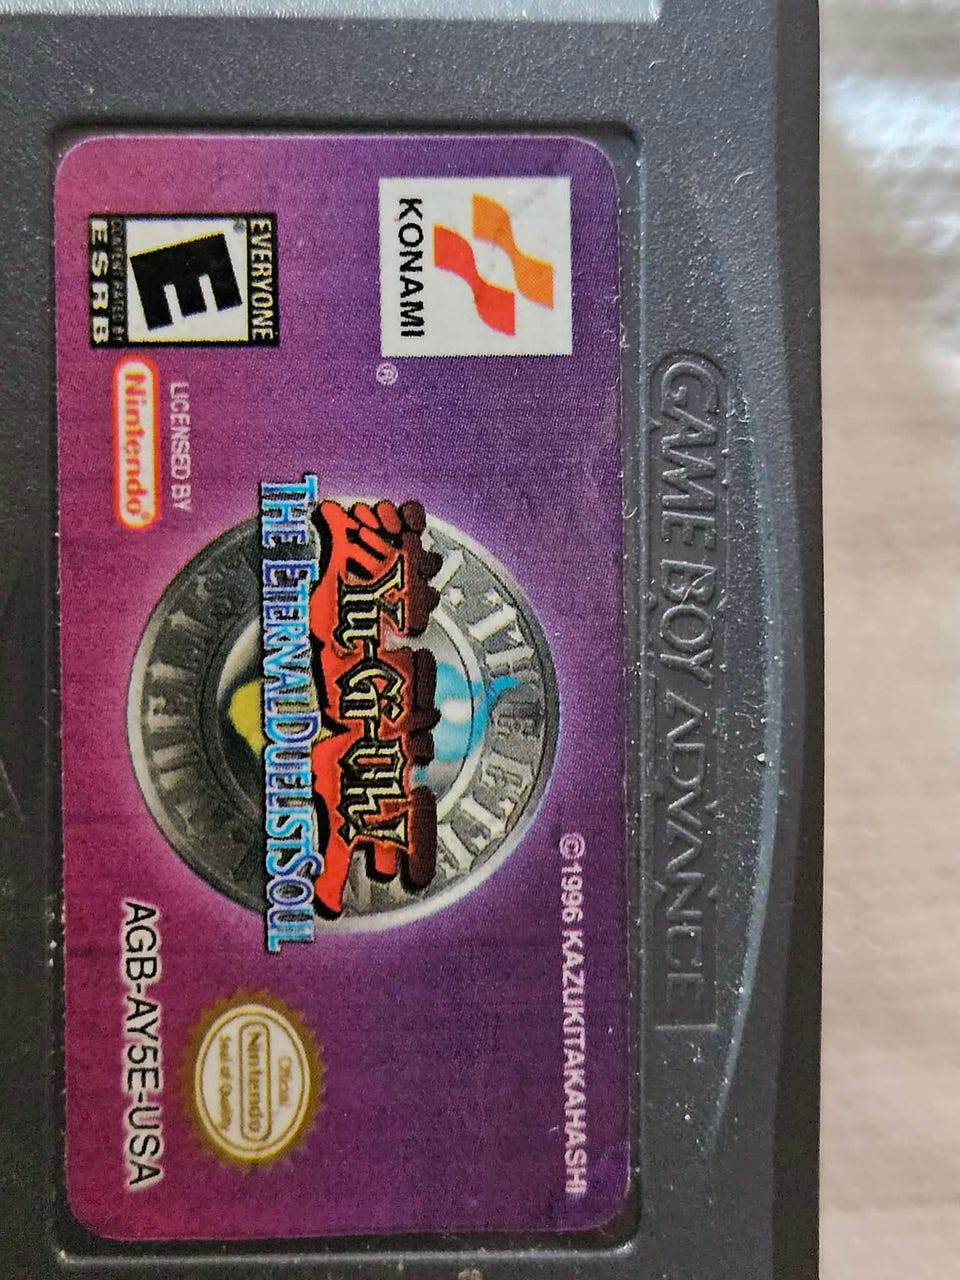 GAME BOY ADVANCE
KONAMI
®
©1996 KAZUKI TAKAHASHI
Yu-Gi-Oh!
THE ETERNAL DUELIST SOUL
EVERYONE
E
CONTENT RATED BY
ESRB
LICENSED BY
Nintendo®
Official
Nintendo
Seal of Quality
AGB-AY5E-USA